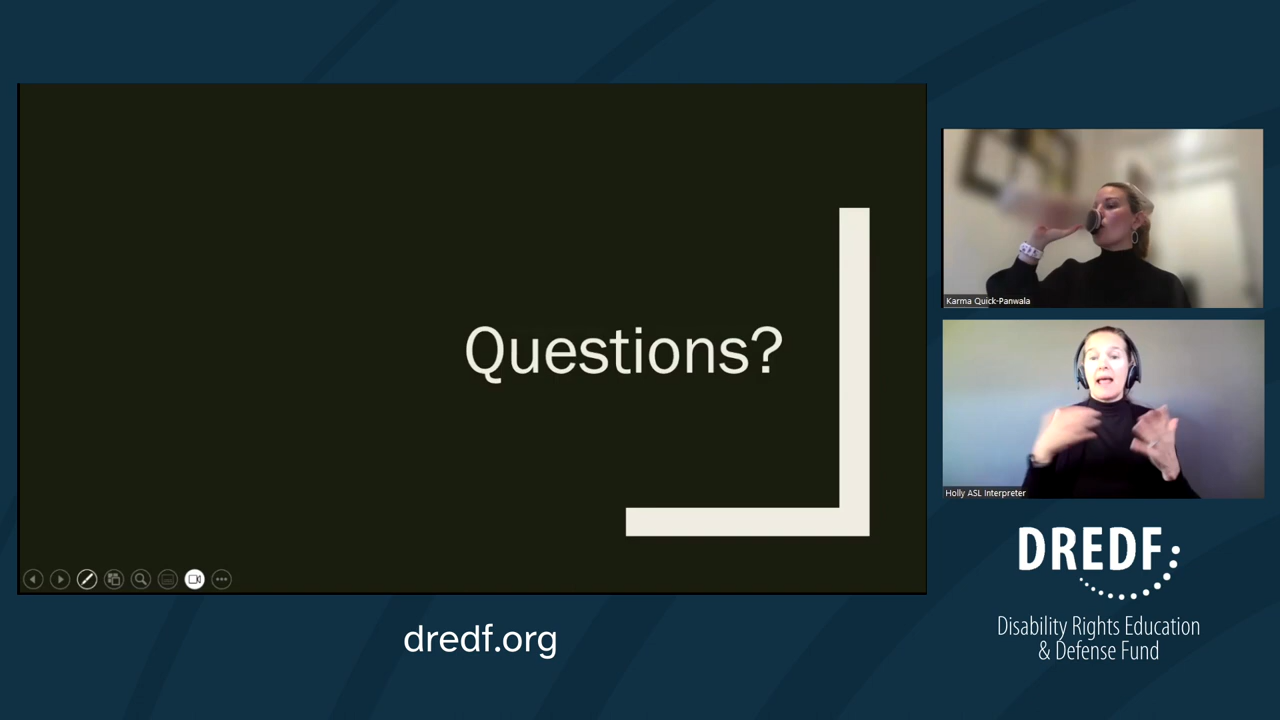 Questions?
Karma Quick-Panwala
Holly ASL Interpreter
DREDF
Disability Rights Education
& Defense Fund
dredf.org